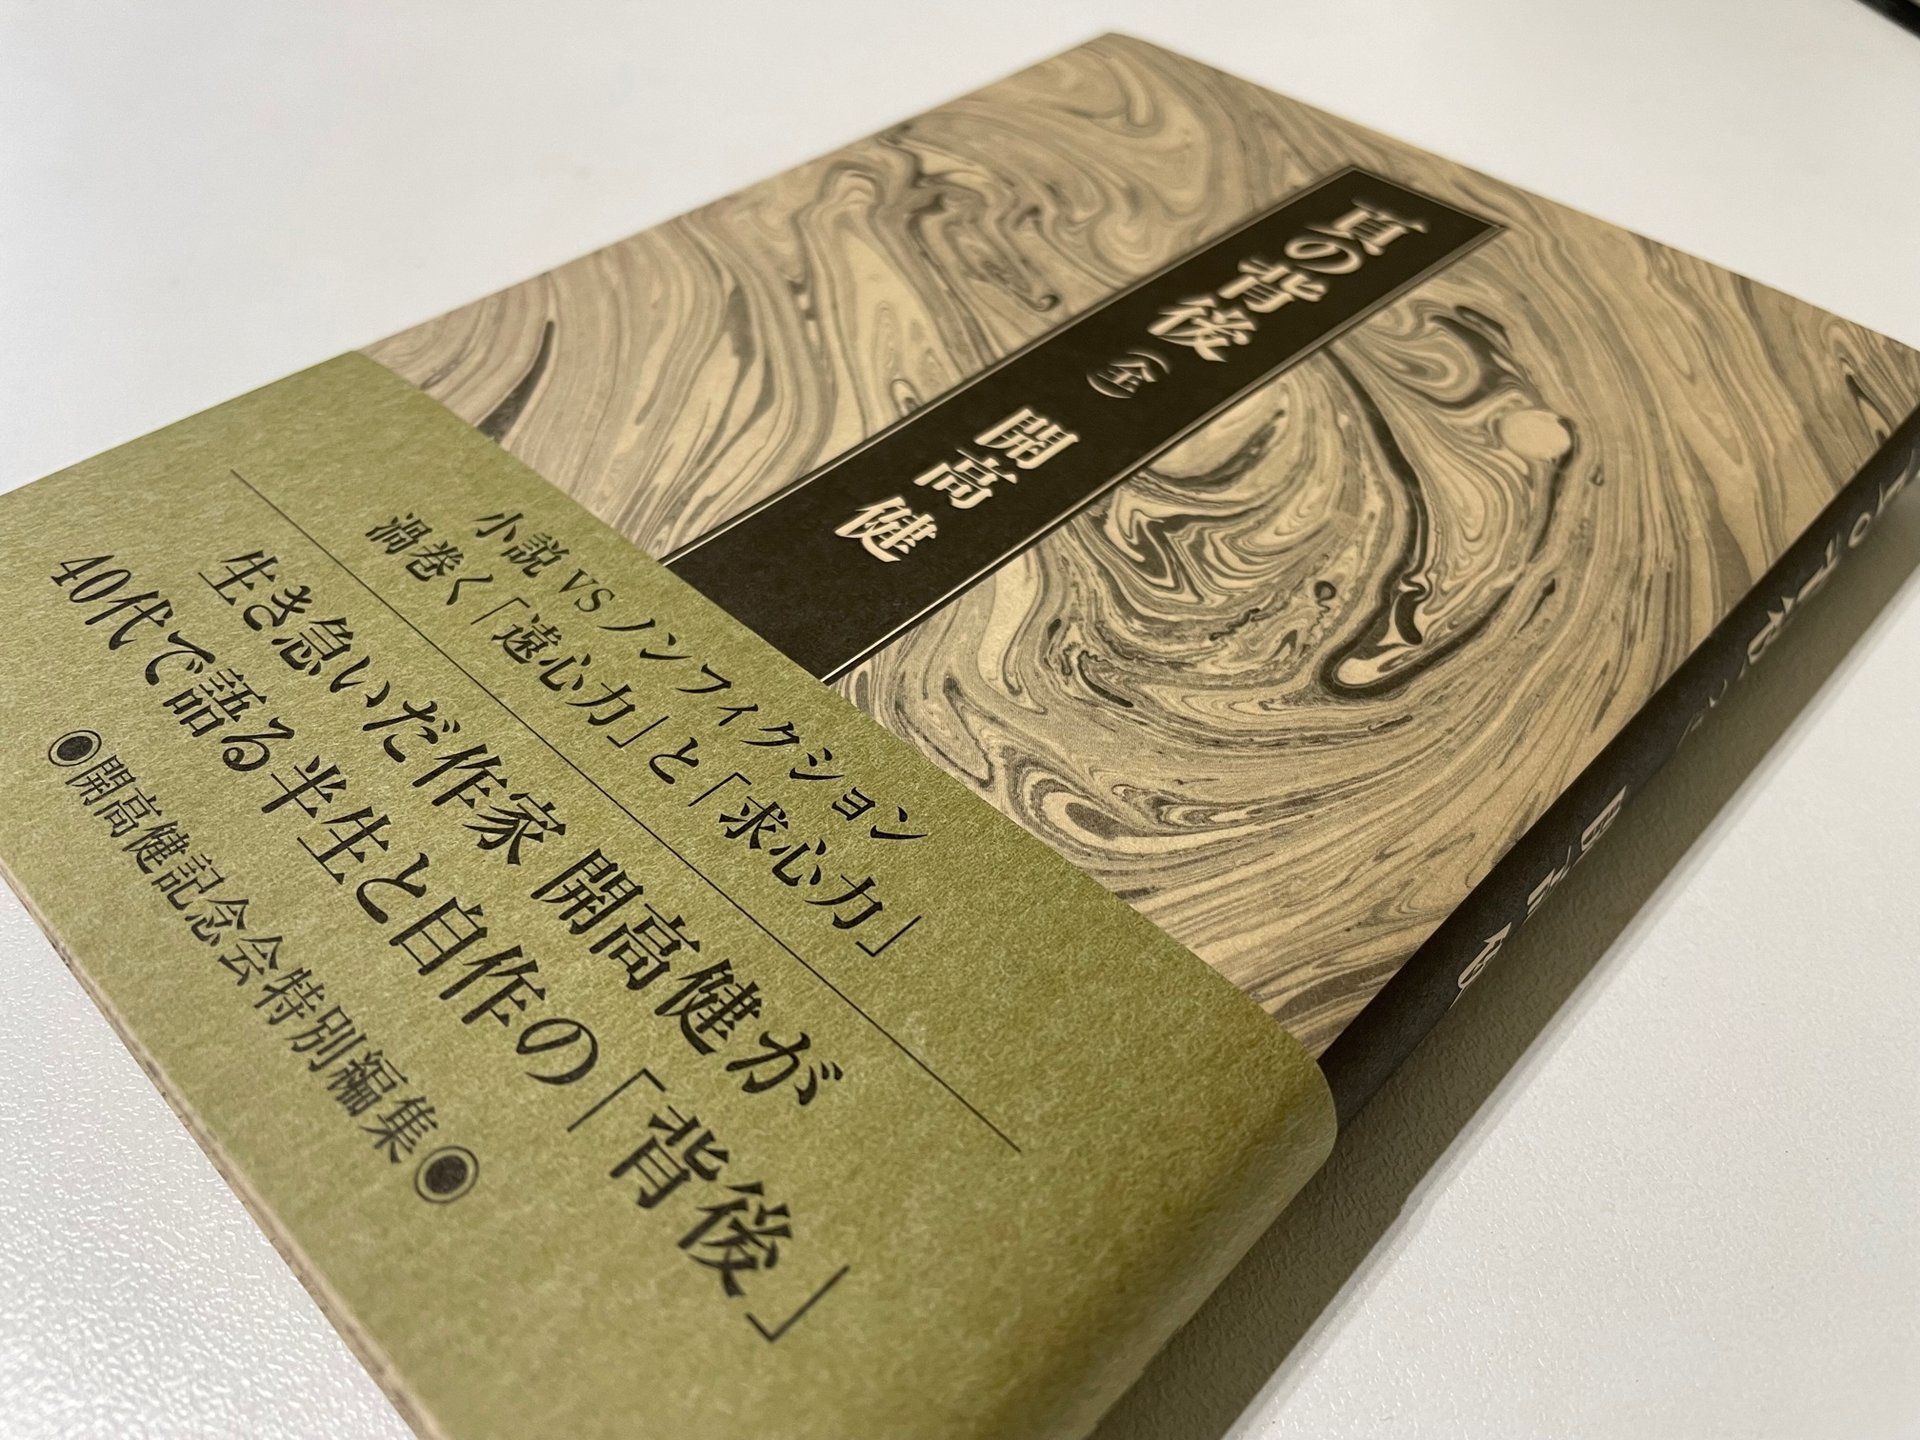 頁の背後（全） 開高 健
小説 VS ノンフィクション
渦巻く「遠心力」と「求心力」
生き急いだ作家 開高健が
40代で語る半生と自作の「背後」
◉開高健記念会特別編集◉